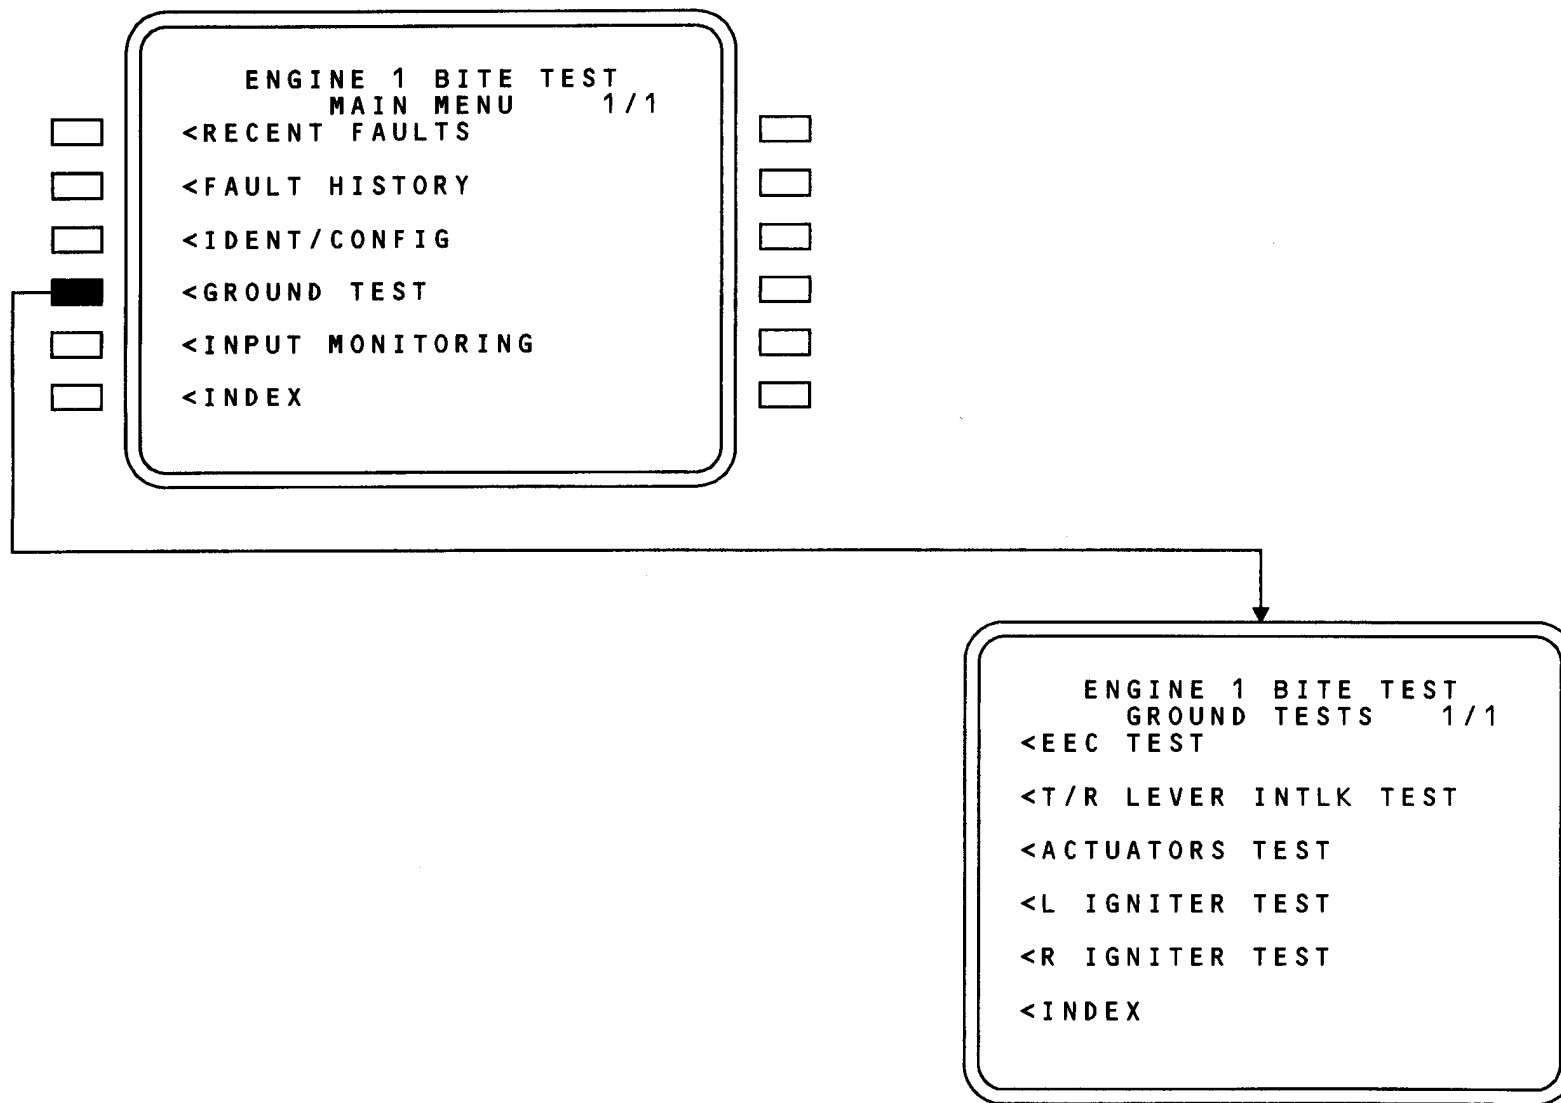 ENGINE 1 BITE TEST
MAIN MENU 1/1
<RECENT FAULTS
<FAULT HISTORY
<IDENT/CONFIG
<GROUND TEST
<INPUT MONITORING
<INDEX
ENGINE 1 BITE TEST
GROUND TESTS 1/1
<EEC TEST
<T/R LEVER INTLK TEST
<ACTUATORS TEST
<L IGNITER TEST
<R IGNITER TEST
<INDEX